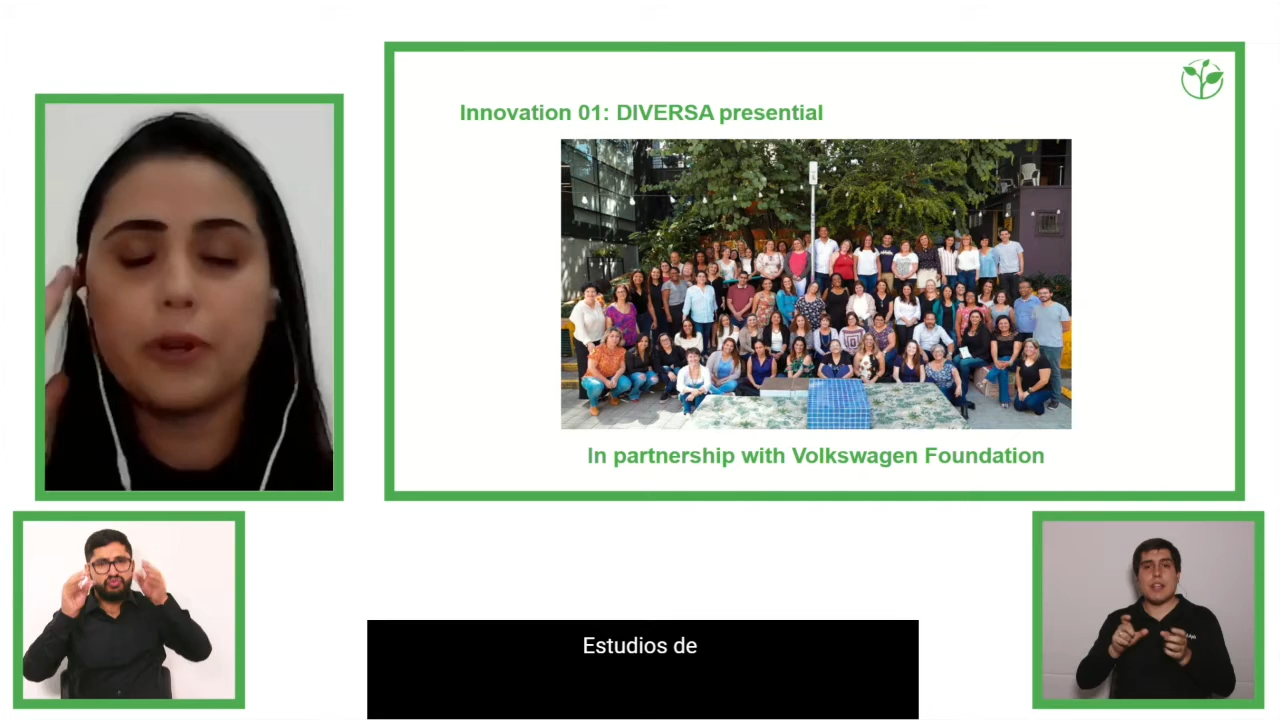 Innovation 01: DIVERSA presential
In partnership with Volkswagen Foundation
Estudios de